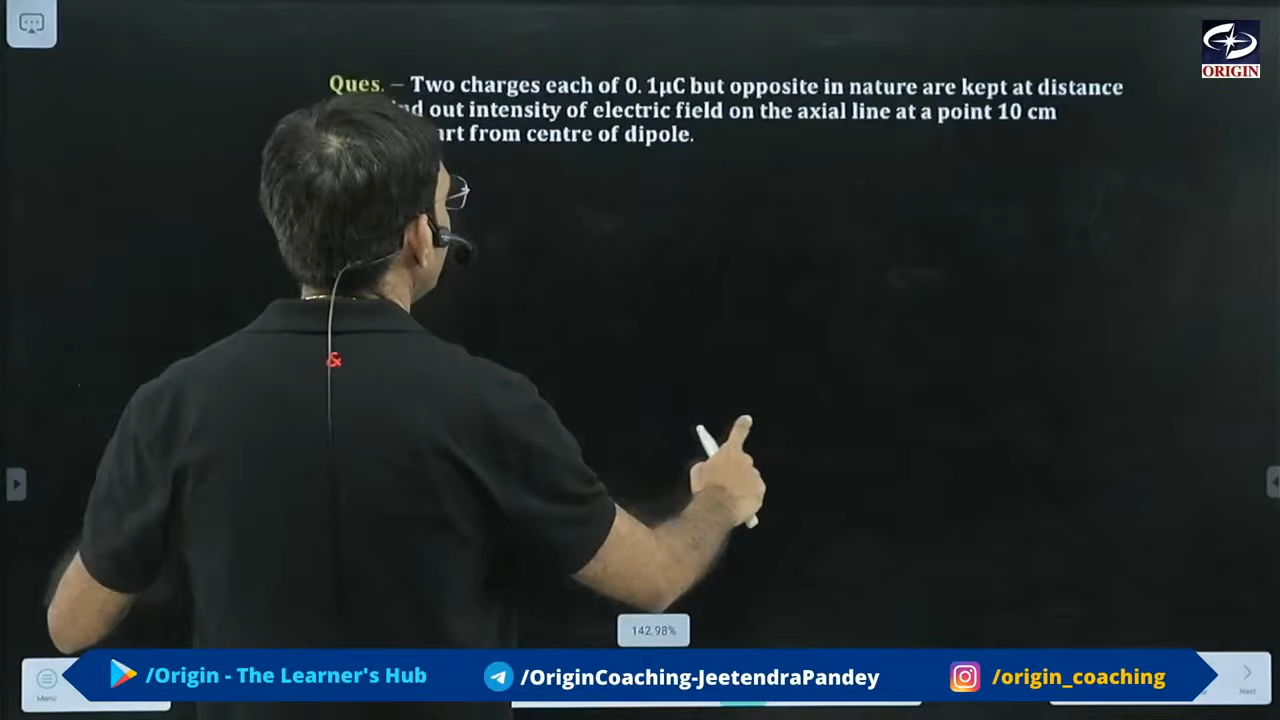 ORIGIN
Ques. – Two charges each of 0.1μC but opposite in nature are kept at distance
out intensity of electric field on the axial line at a point 10 cm
from centre of dipole.
&
142.98%
Menu
Next
/Origin - The Learner's Hub
/OriginCoaching-JeetendraPandey
/origin_coaching